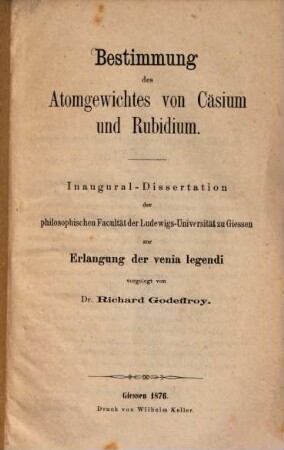 Bestimmung
des
Atomgewichtes von Cäsium
und Rubidium.
Inaugural-Dissertation
der
philosophischen Facultät der Ludewigs-Universität zu Giessen
zur
Erlangung der venia legendi
vorgelegt von
Dr. Richard Godeffroy.
Giessen 1876.
Druck von Wilhelm Keller.